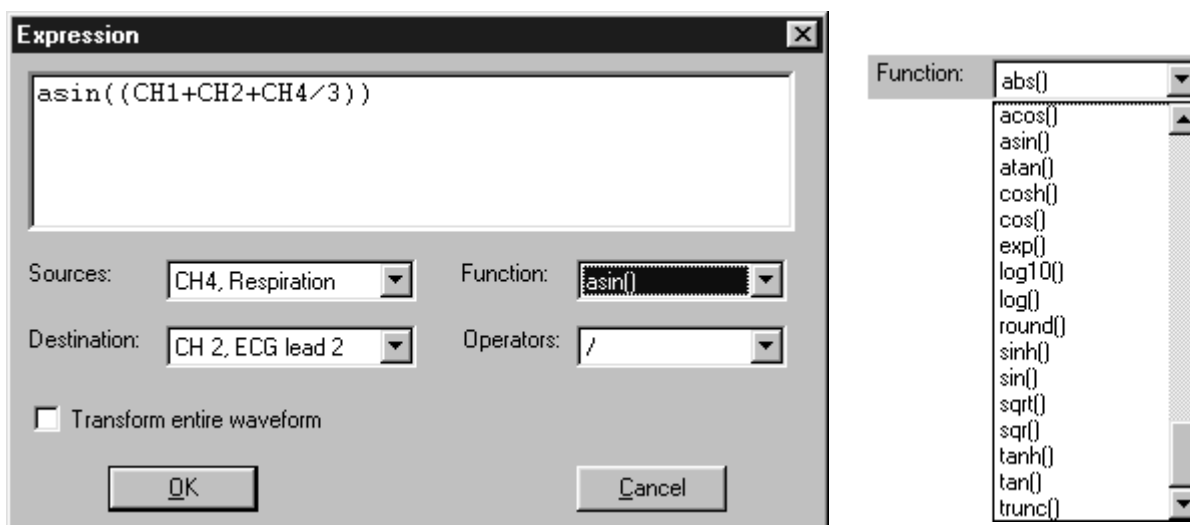 Expression
asin((CH1+CH2+CH4/3))
Sources: CH4, Respiration Function: asin()
Destination: CH 2, ECG lead 2 Operators: /
Transform entire waveform
OK Cancel
Function: abs()
acos()
asin()
atan()
cosh()
cos()
exp()
log10()
log()
round()
sinh()
sin()
sqrt()
sqr()
tanh()
tan()
trunc()